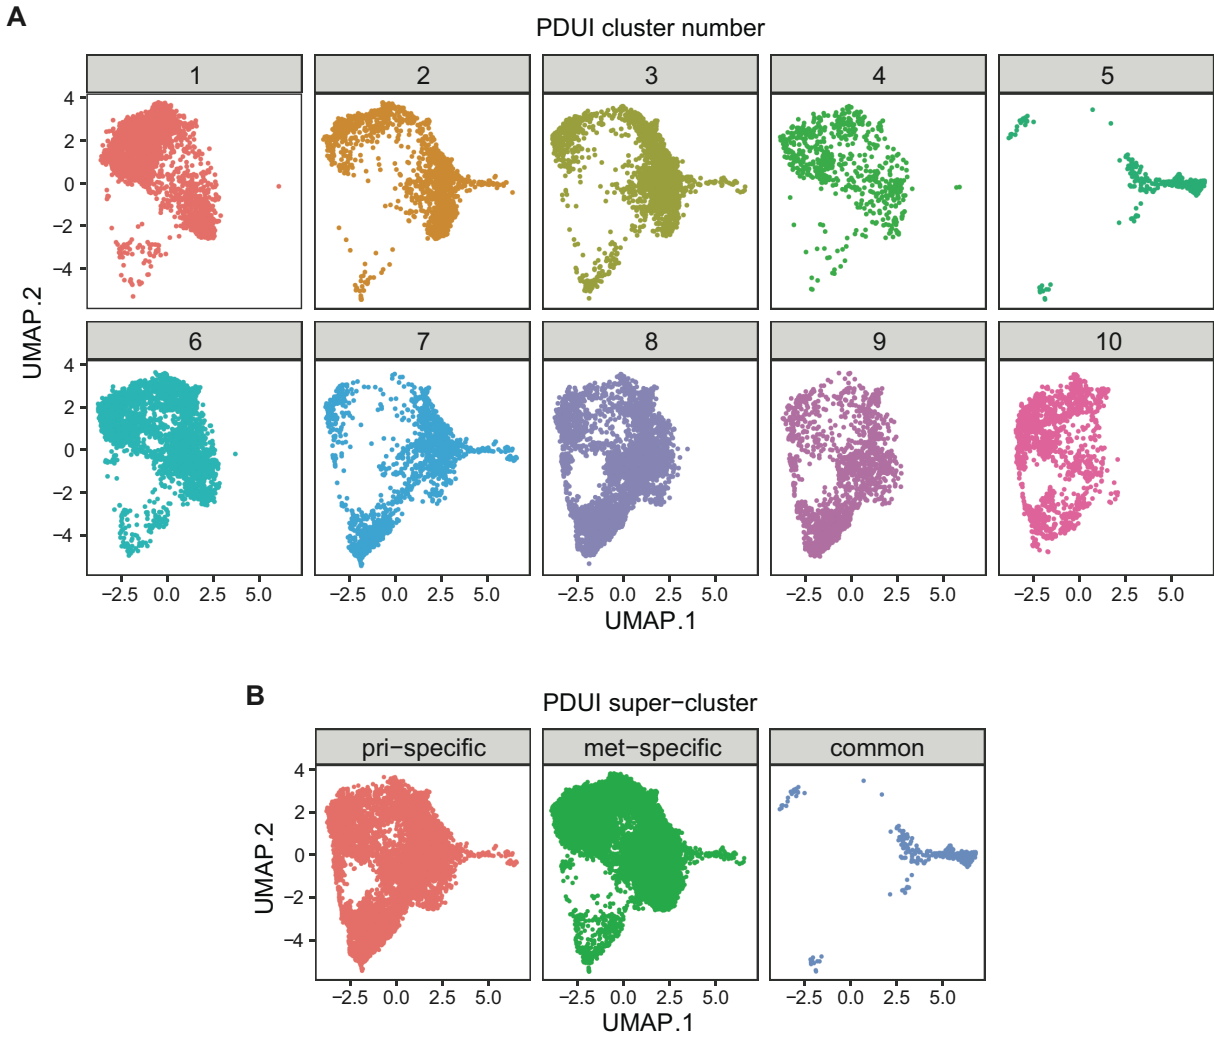 A
PDUI cluster number
1 2 3 4 5
4
2
0
−2
−4
UMAP.2
6 7 8 9 10
4
2
0
−2
−4
−2.5 0.0 2.5 5.0 −2.5 0.0 2.5 5.0 −2.5 0.0 2.5 5.0 −2.5 0.0 2.5 5.0 −2.5 0.0 2.5 5.0
UMAP.1
B
PDUI super−cluster
pri−specific met−specific common
4
2
0
−2
−4
UMAP.2
−2.5 0.0 2.5 5.0 −2.5 0.0 2.5 5.0 −2.5 0.0 2.5 5.0
UMAP.1